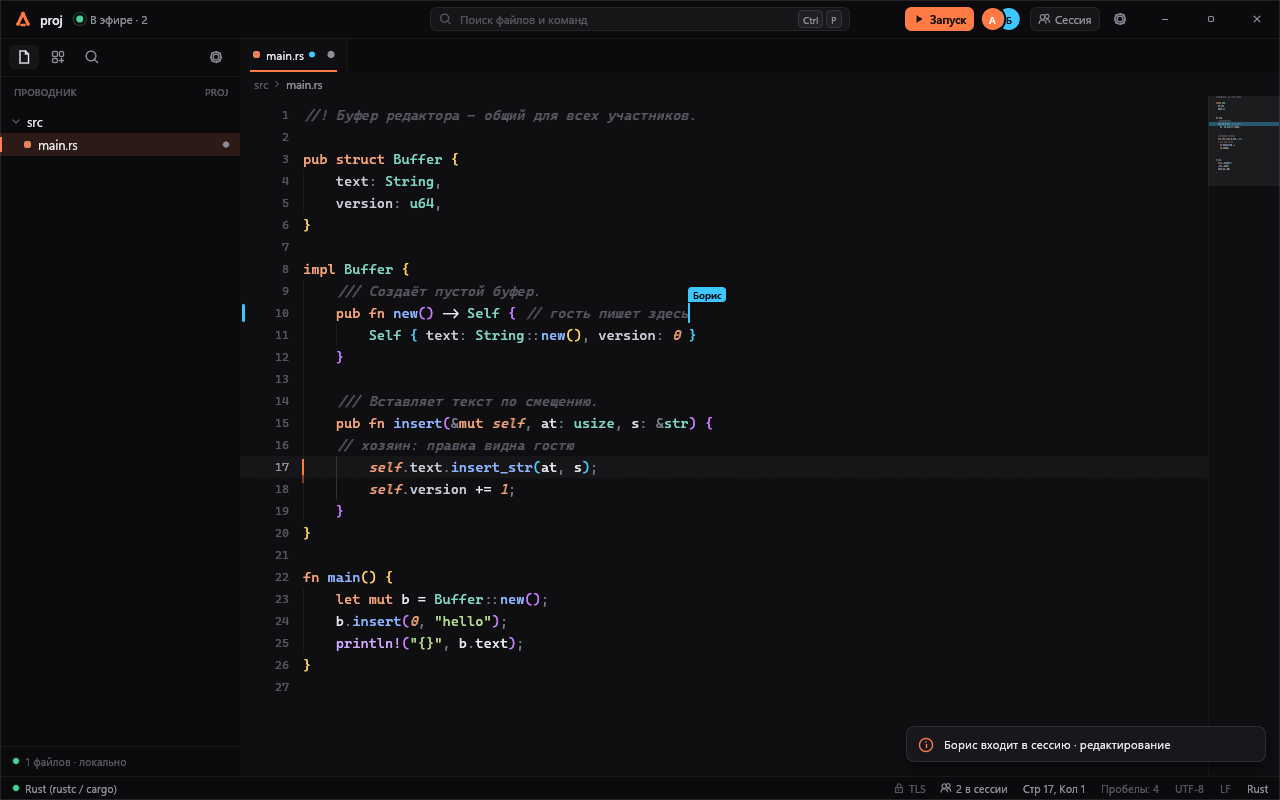 proj В эфире · 2 Поиск файлов и команд Ctrl P Запуск А Б Сессия
main.rs
ПРОВОДНИК PROJ
src > main.rs
src
main.rs
1 //! Буфер редактора — общий для всех участников.
2
3 pub struct Buffer {
4 text: String,
5 version: u64,
6 }
7
8 impl Buffer {
9 /// Создаёт пустой буфер.
Борис
10 pub fn new() -> Self { // гость пишет здесь
11 Self { text: String::new(), version: 0 }
12 }
13
14 /// Вставляет текст по смещению.
15 pub fn insert(&mut self, at: usize, s: &str) {
16 // хозяин: правка видна гостю
17 self.text.insert_str(at, s);
18 self.version += 1;
19 }
20 }
21
22 fn main() {
23 let mut b = Buffer::new();
24 b.insert(0, "hello");
25 println!("{}", b.text);
26 }
27
Борис входит в сессию · редактирование
1 файлов · локально
Rust (rustc / cargo) TLS 2 в сессии Стр 17, Кол 1 Пробелы: 4 UTF-8 LF Rust